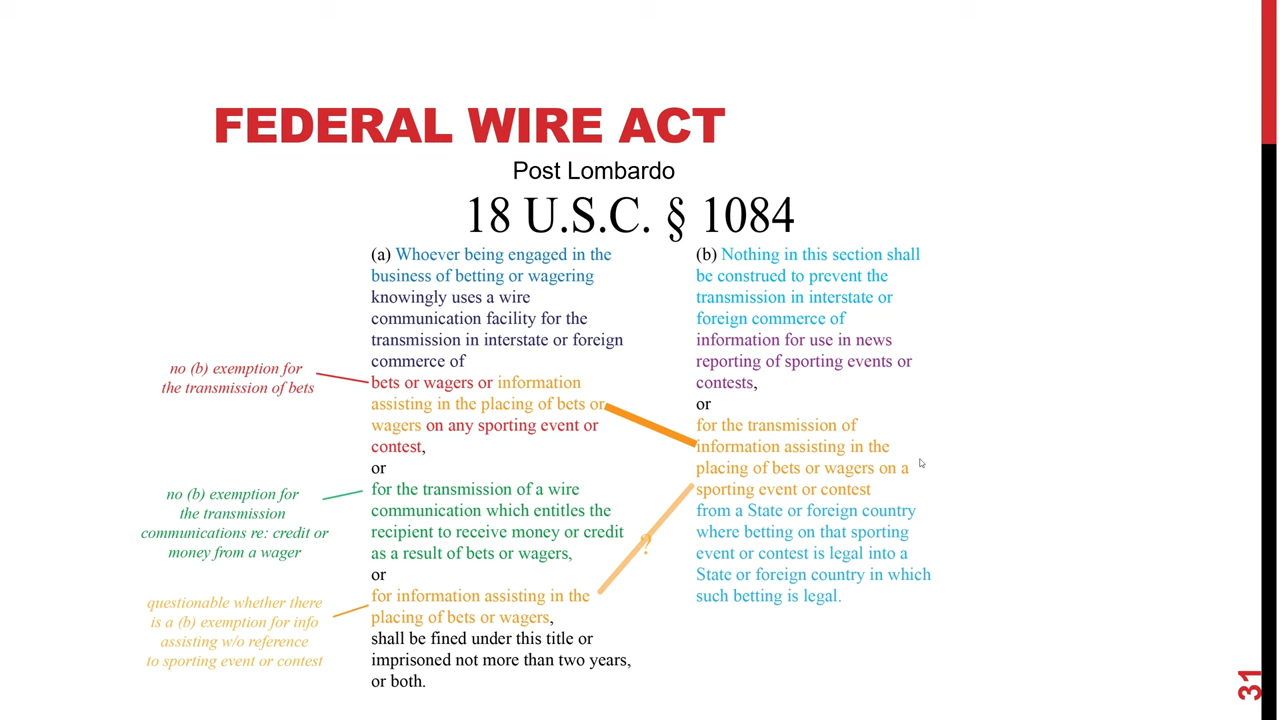 FEDERAL WIRE ACT
Post Lombardo
18 U.S.C. § 1084
(a) Whoever being engaged in the
business of betting or wagering
knowingly uses a wire
communication facility for the
transmission in interstate or foreign
commerce of
bets or wagers or information
assisting in the placing of bets or
wagers on any sporting event or
contest,
or
for the transmission of a wire
communication which entitles the
recipient to receive money or credit
as a result of bets or wagers,
or
for information assisting in the
placing of bets or wagers,
shall be fined under this title or
imprisoned not more than two years,
or both.
(b) Nothing in this section shall
be construed to prevent the
transmission in interstate or
foreign commerce of
information for use in news
reporting of sporting events or
contests,
or
for the transmission of
information assisting in the
placing of bets or wagers on a
sporting event or contest
from a State or foreign country
where betting on that sporting
event or contest is legal into a
State or foreign country in which
such betting is legal.
no (b) exemption for
the transmission of bets
no (b) exemption for
the transmission
communications re: credit or
money from a wager
questionable whether there
is a (b) exemption for info
assisting w/o reference
to sporting event or contest
?
31